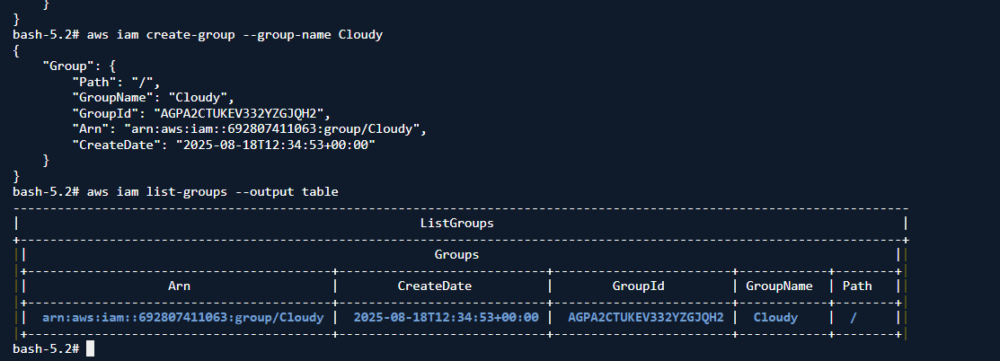 }
}
bash-5.2# aws iam create-group --group-name Cloudy
{
    "Group": {
        "Path": "/",
        "GroupName": "Cloudy",
        "GroupId": "AGPA2CTUKEV332YZGJQH2",
        "Arn": "arn:aws:iam::692807411063:group/Cloudy",
        "CreateDate": "2025-08-18T12:34:53+00:00"
    }
}
bash-5.2# aws iam list-groups --output table
ListGroups
Groups
Arn | CreateDate | GroupId | GroupName | Path
arn:aws:iam::692807411063:group/Cloudy | 2025-08-18T12:34:53+00:00 | AGPA2CTUKEV332YZGJQH2 | Cloudy | /
bash-5.2#